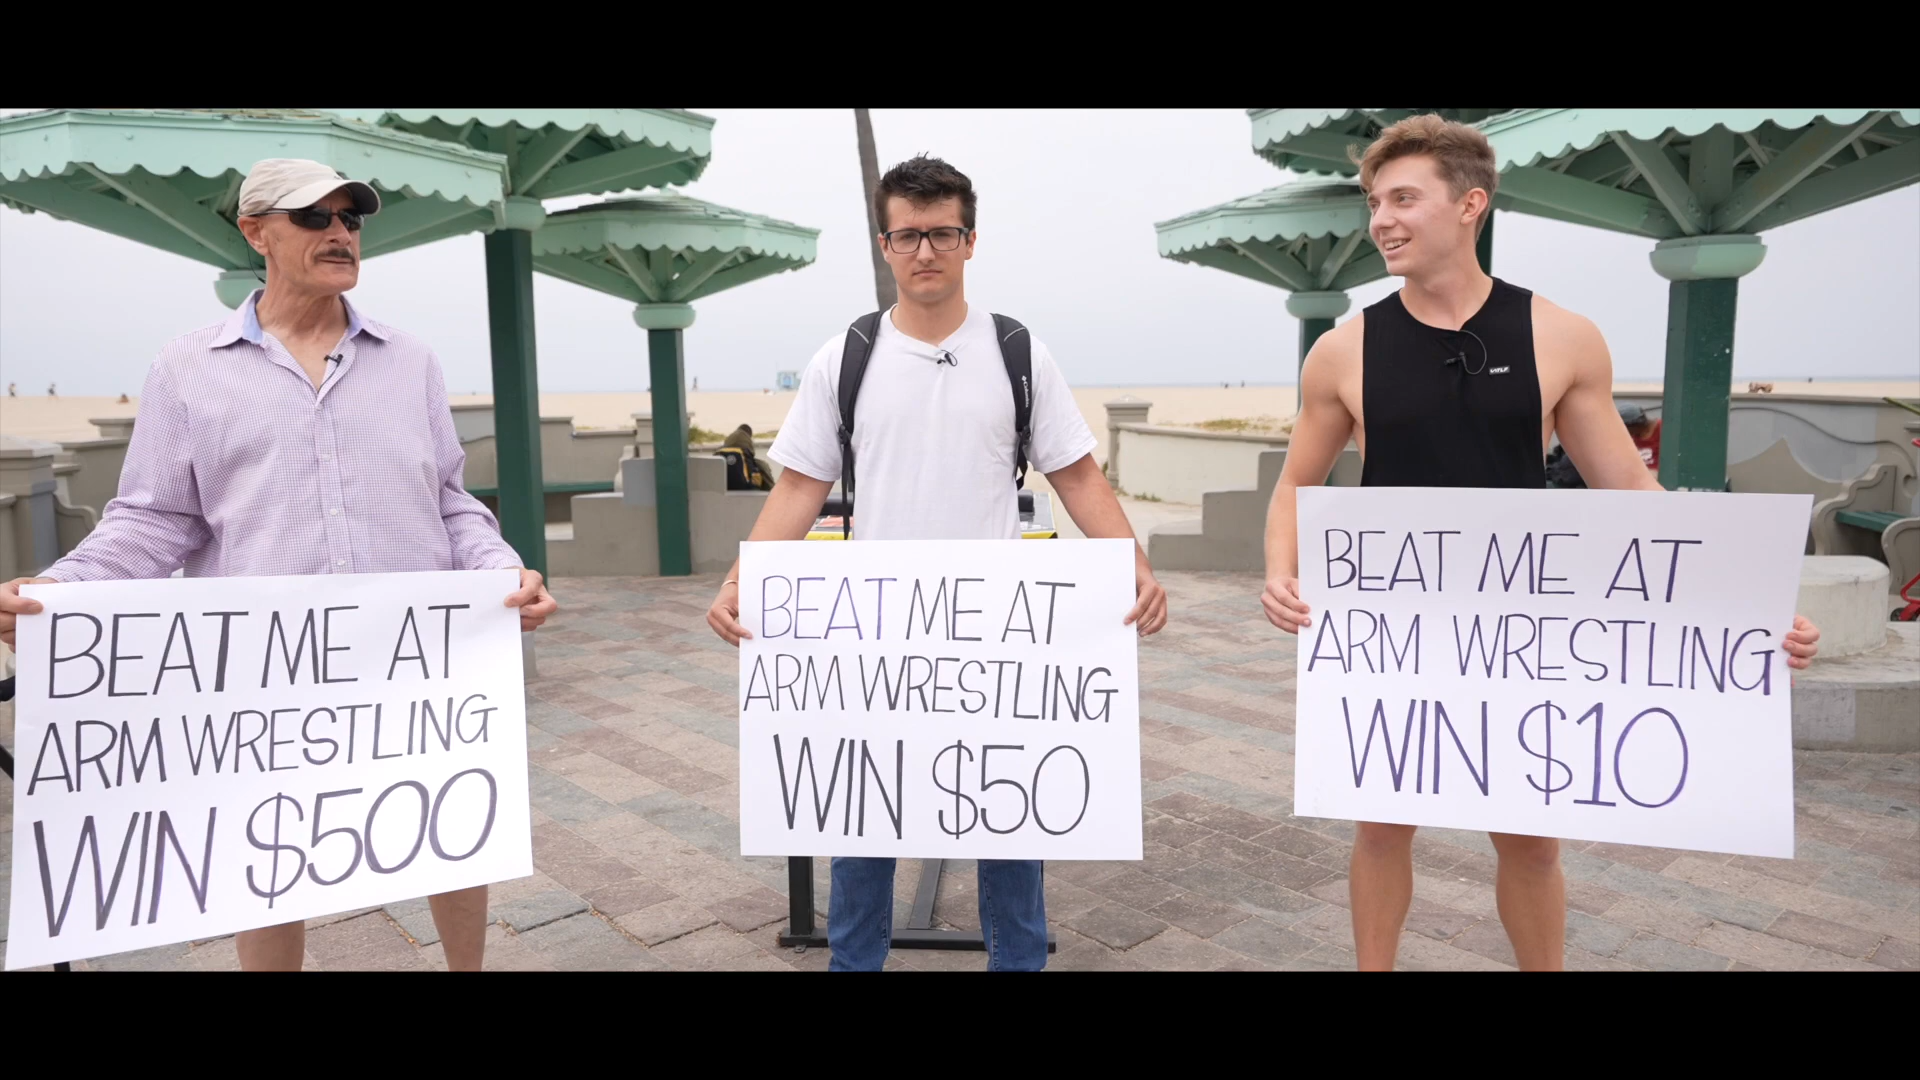 BEAT ME AT
ARM WRESTLING
WIN $500
BEAT ME AT
ARM WRESTLING
WIN $50
BEAT ME AT
ARM WRESTLING
WIN $10